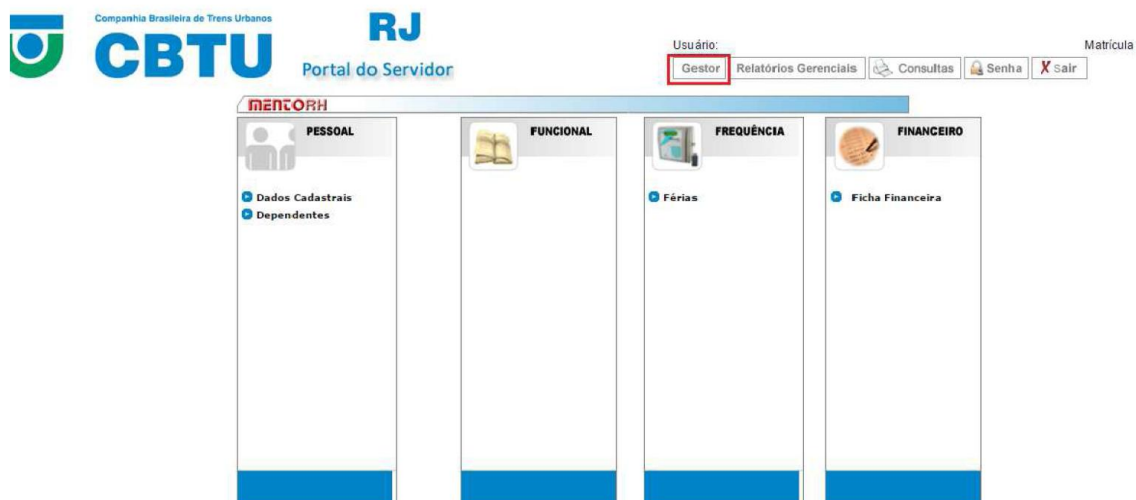 Companhia Brasileira de Trens Urbanos
CBTU
RJ
Portal do Servidor
Usuário:
Matrícula
Gestor
Relatórios Gerenciais
Consultas
Senha
X Sair
MENTORH
PESSOAL
Dados Cadastrais
Dependentes
FUNCIONAL
FREQUÊNCIA
Férias
FINANCEIRO
Ficha Financeira